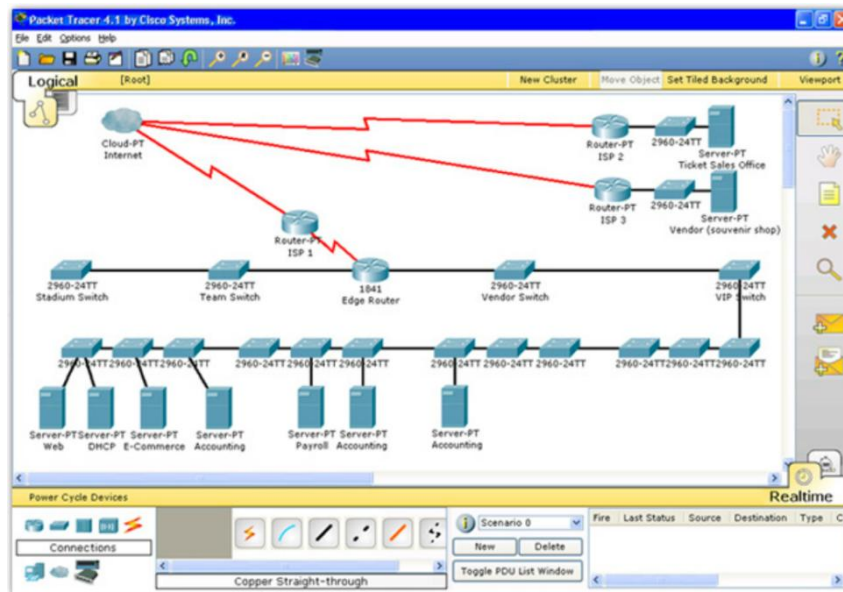 Packet Tracer 4.1 by Cisco Systems, Inc.
File Edit Options Help
Logical [Root] New Cluster Move Object Set Tiled Background Viewport
Cloud-PT
Internet
Router-PT
ISP 2
2960-24TT
Server-PT
Ticket Sales Office
Router-PT
ISP 3
2960-24TT
Server-PT
Vendor (souvenir shop)
Router-PT
ISP 1
2960-24TT
Stadium Switch
2960-24TT
Team Switch
1841
Edge Router
2960-24TT
Vendor Switch
2960-24TT
VIP Switch
2960-24TT 2960-24TT 2960-24TT 2960-24TT 2960-24TT 2960-24TT 2960-24TT 2960-24TT 2960-24TT 2960-24TT 2960-24TT 2960-24TT
Server-PT
Web
Server-PT
DHCP
Server-PT
E-Commerce
Server-PT
Accounting
Server-PT
Payroll
Server-PT
Accounting
Server-PT
Accounting
Realtime
Power Cycle Devices
Connections
Copper Straight-through
Scenario 0
New Delete
Toggle PDU List Window
Fire Last Status Source Destination Type C